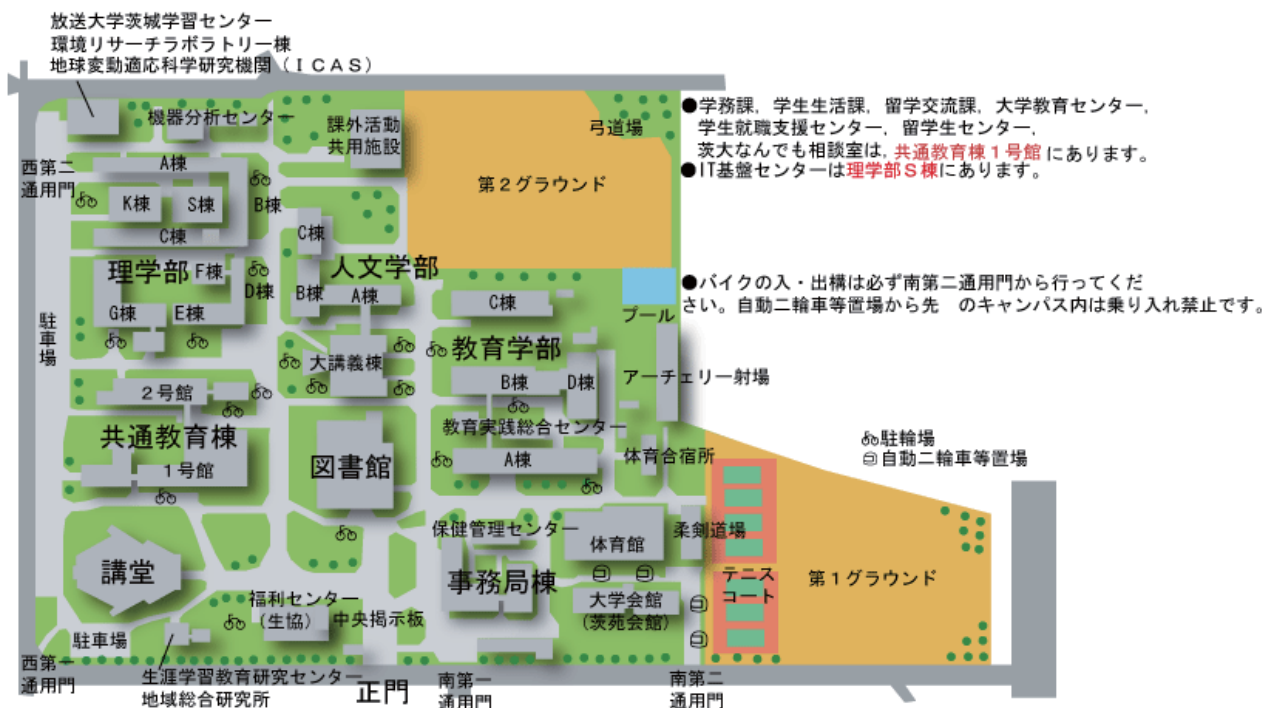 放送大学茨城学習センター
環境リサーチラボラトリー棟
地球変動適応科学研究機関（ＩＣＡＳ）
機器分析センター
課外活動
共用施設
弓道場
●学務課，学生生活課，留学交流課，大学教育センター，
学生就職支援センター，留学生センター，
茨大なんでも相談室は，共通教育棟１号館にあります。
●IT基盤センターは理学部Ｓ棟にあります。
西第二
通用門
A棟
K棟
S棟
B棟
C棟
第２グラウンド
C棟
理学部
F棟
D棟
G棟
E棟
人文学部
B棟
A棟
C棟
プール
●バイクの入・出構は必ず南第二通用門から行ってくだ
さい。自動二輪車等置場から先　のキャンパス内は乗り入れ禁止です。
駐車場
大講義棟
教育学部
B棟
D棟
アーチェリー射場
２号館
共通教育棟
１号館
図書館
教育実践総合センター
A棟
体育合宿所
駐輪場
自動二輪車等置場
保健管理センター
体育館
柔剣道場
講堂
事務局棟
テニス
コート
第１グラウンド
福利センター
（生協）
中央掲示板
大学会館
（茨苑会館）
駐車場
西第一
通用門
生涯学習教育研究センター
地域総合研究所
正門
南第一
通用門
南第二
通用門